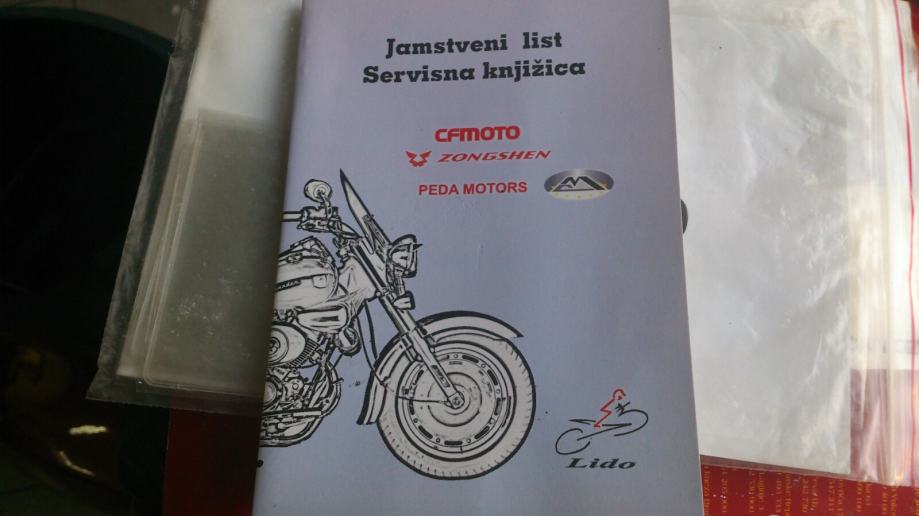 Jamstveni list
Servisna knjižica
CFMOTO
ZONGSHEN
PEDA MOTORS
Lido